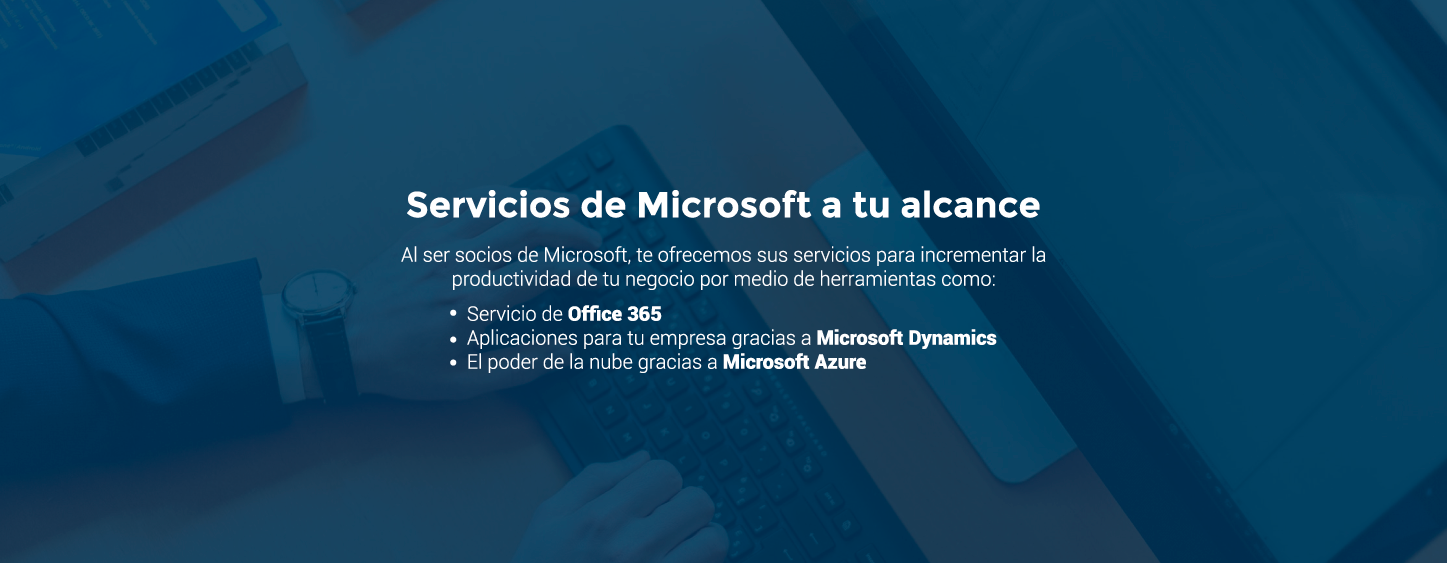 Servicios de Microsoft a tu alcance
Al ser socios de Microsoft, te ofrecemos sus servicios para incrementar la
productividad de tu negocio por medio de herramientas como:
• Servicio de Office 365
• Aplicaciones para tu empresa gracias a Microsoft Dynamics
• El poder de la nube gracias a Microsoft Azure